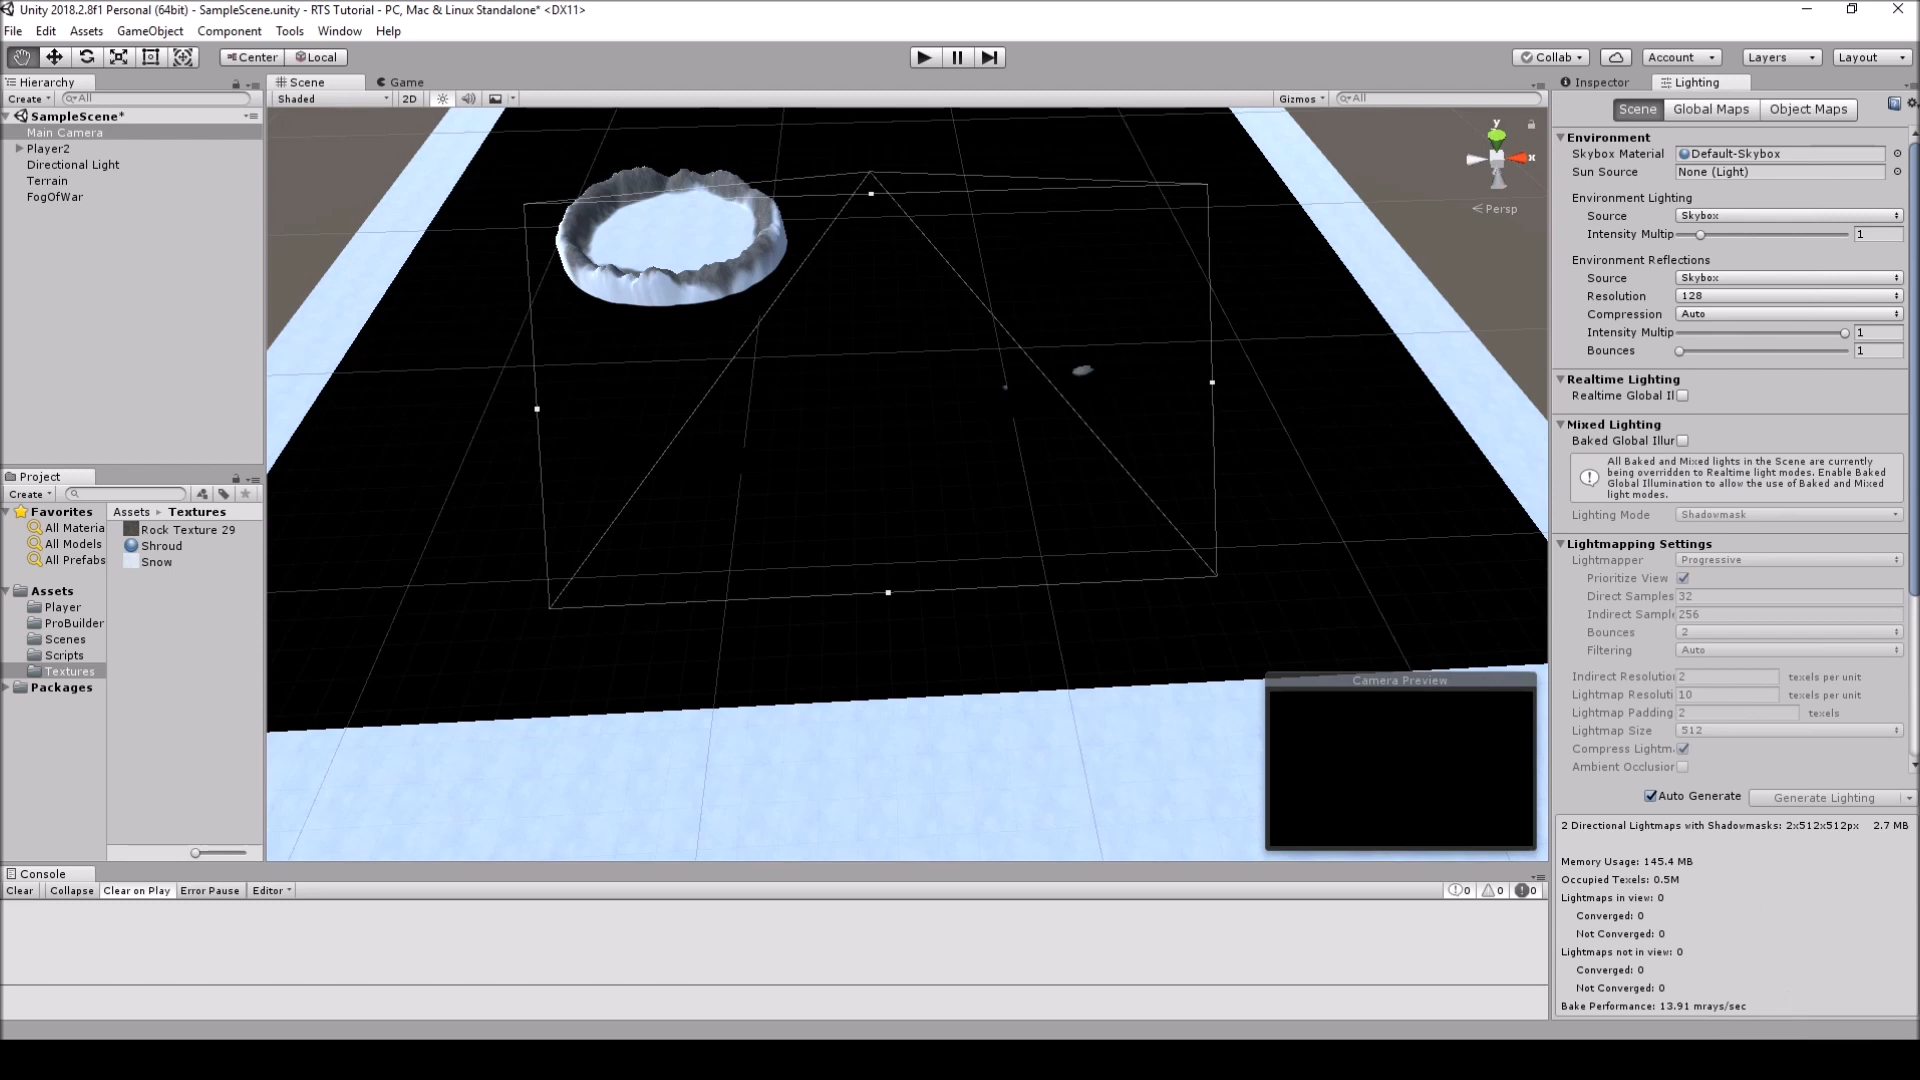 Unity 2018.2.8f1 Personal (64bit) - SampleScene.unity - RTS Tutorial - PC, Mac & Linux Standalone* <DX11>
File Edit Assets GameObject Component Tools Window Help
Center Local Collab Account Layers Layout
Hierarchy
Create All
SampleScene*
Main Camera
Player2
Directional Light
Terrain
FogOfWar
Scene Game
Shaded 2D Gizmos All
y
x
Persp
Camera Preview
Project
Create
Favorites
All Materia
All Models
All Prefabs
Assets
Player
ProBuilder
Scenes
Scripts
Textures
Packages
Assets Textures
Rock Texture 29
Shroud
Snow
Console
Clear Collapse Clear on Play Error Pause Editor 0 0 0
Inspector Lighting
Scene Global Maps Object Maps
Environment
Skybox Material Default-Skybox
Sun Source None (Light)
Environment Lighting
Source Skybox
Intensity Multip 1
Environment Reflections
Source Skybox
Resolution 128
Compression Auto
Intensity Multip 1
Bounces 1
Realtime Lighting
Realtime Global Il
Mixed Lighting
Baked Global Illur
All Baked and Mixed lights in the Scene are currently
being overridden to Realtime light modes. Enable Baked
Global Illumination to allow the use of Baked and Mixed
light modes.
Lighting Mode Shadowmask
Lightmapping Settings
Lightmapper Progressive
Prioritize View
Direct Samples 32
Indirect Sample 256
Bounces 2
Filtering Auto
Indirect Resolutio 2 texels per unit
Lightmap Resoluti 10 texels per unit
Lightmap Padding 2 texels
Lightmap Size 512
Compress Lightm
Ambient Occlusior
Auto Generate Generate Lighting
2 Directional Lightmaps with Shadowmasks: 2x512x512px 2.7 MB
Memory Usage: 145.4 MB
Occupied Texels: 0.5M
Lightmaps in view: 0
Converged: 0
Not Converged: 0
Lightmaps not in view: 0
Converged: 0
Not Converged: 0
Bake Performance: 13.91 mrays/sec